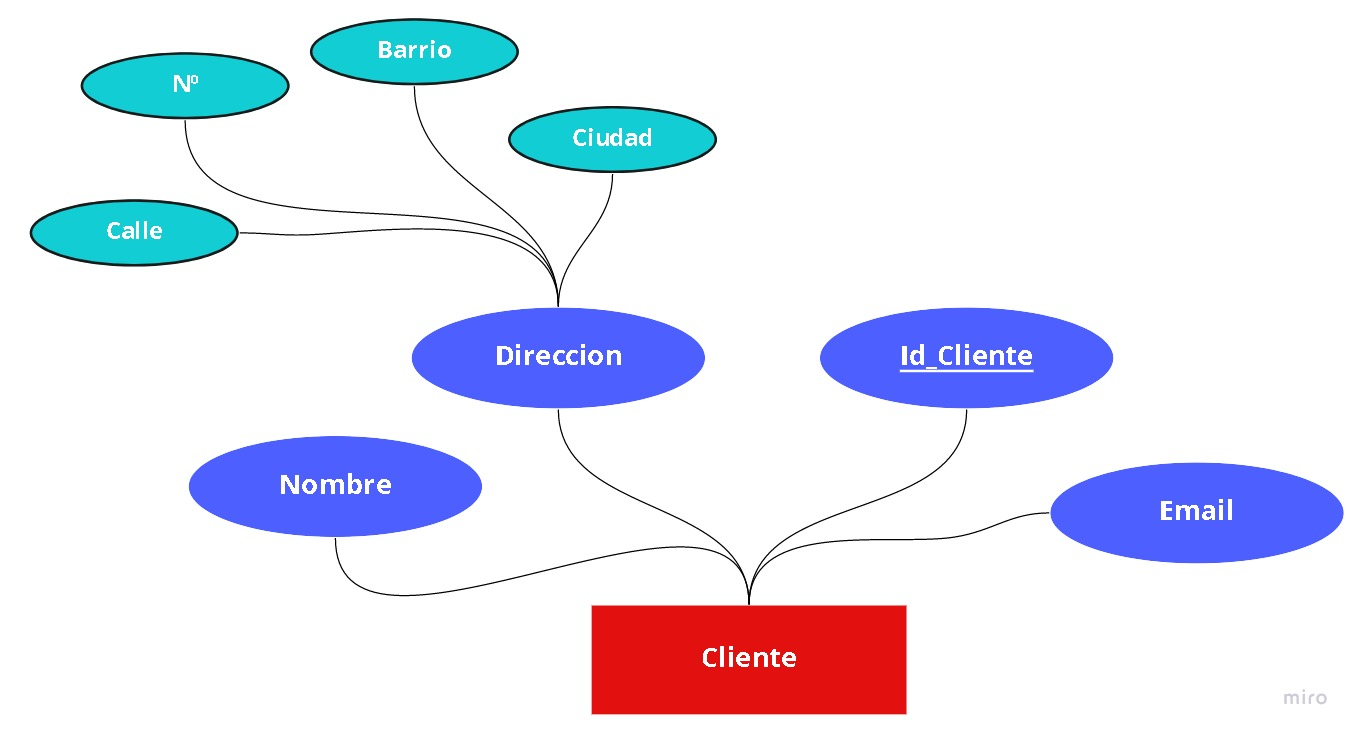 Barrio
Nº
Ciudad
Calle
Direccion
Id_Cliente
Nombre
Email
Cliente
miro